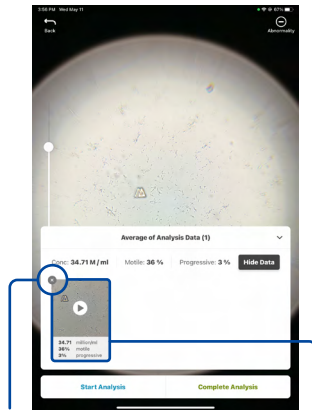 3:58 PM Wed May 11 67%
Back
Abnormality
Average of Analysis Data (1)
Conc: 34.71 M / ml Motile: 36 % Progressive: 3 % Hide Data
34.71 million/ml
36% motile
3% progressive
Start Analysis Complete Analysis